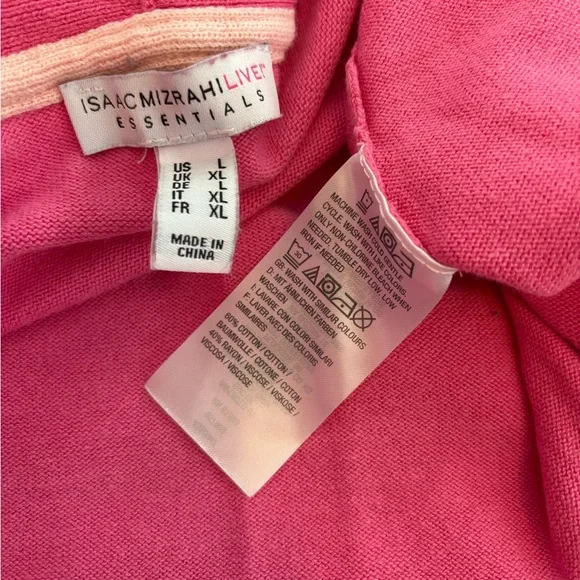 ISAACMIZRAHILIVE!™
ESSENTIALS
US L
UK XL
DE L
IT XL
FR XL
MADE IN
CHINA
MACHINE WASH COLD GENTLE
CYCLE. WASH WITH LIKE COLORS
ONLY NON-CHLORINE BLEACH WHEN
NEEDED. TUMBLE DRY LOW. LOW
IRON IF NEEDED
30
GB: WASH WITH SIMILAR COLOURS
D: MIT ÄHNLICHEN FARBEN
WASCHEN
I: LAVARE CON COLORI SIMILARI
F: LAVER AVEC DES COLORIS
SIMILAIRES
60% COTTON / COTTON /
BAUMWOLLE / COTONE / COTON
40% RAYON / VISCOSE / VISKOSE /
VISCOSA / VISCOSE